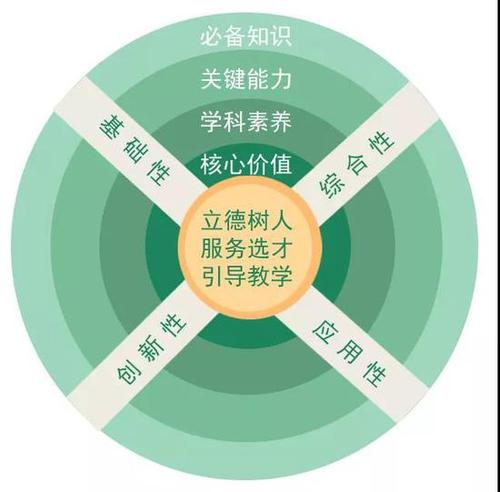 必备知识
关键能力
学科素养
核心价值
基础性
综合性
立德树人
服务选才
引导教学
创新性
应用性